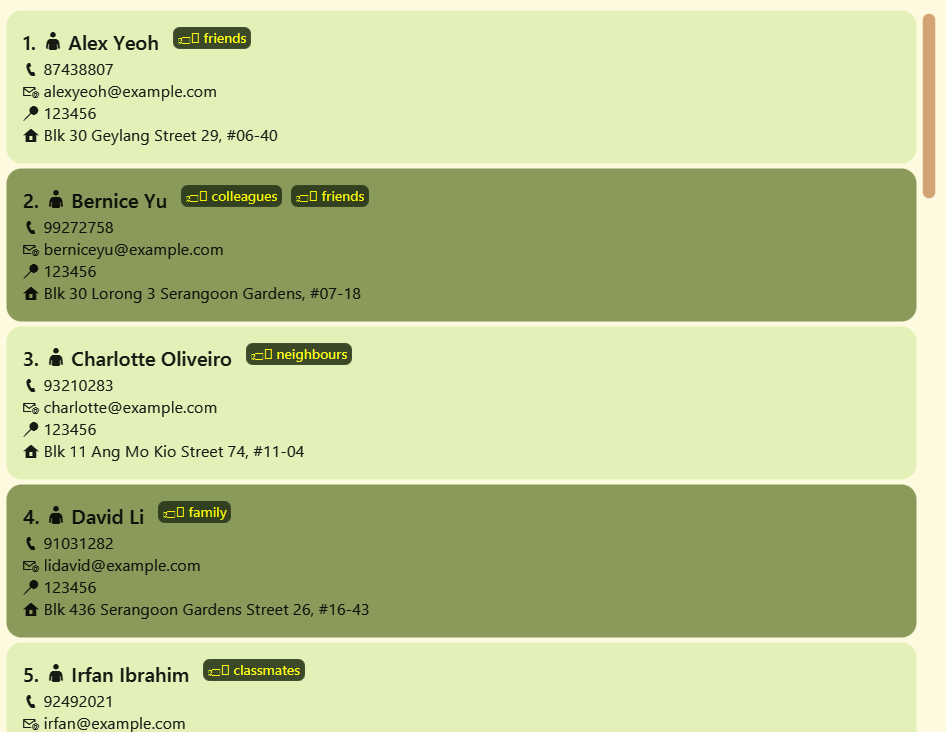 1. Alex Yeoh friends
87438807
alexyeoh@example.com
123456
Blk 30 Geylang Street 29, #06-40
2. Bernice Yu colleagues friends
99272758
berniceyu@example.com
123456
Blk 30 Lorong 3 Serangoon Gardens, #07-18
3. Charlotte Oliveiro neighbours
93210283
charlotte@example.com
123456
Blk 11 Ang Mo Kio Street 74, #11-04
4. David Li family
91031282
lidavid@example.com
123456
Blk 436 Serangoon Gardens Street 26, #16-43
5. Irfan Ibrahim classmates
92492021
irfan@example.com